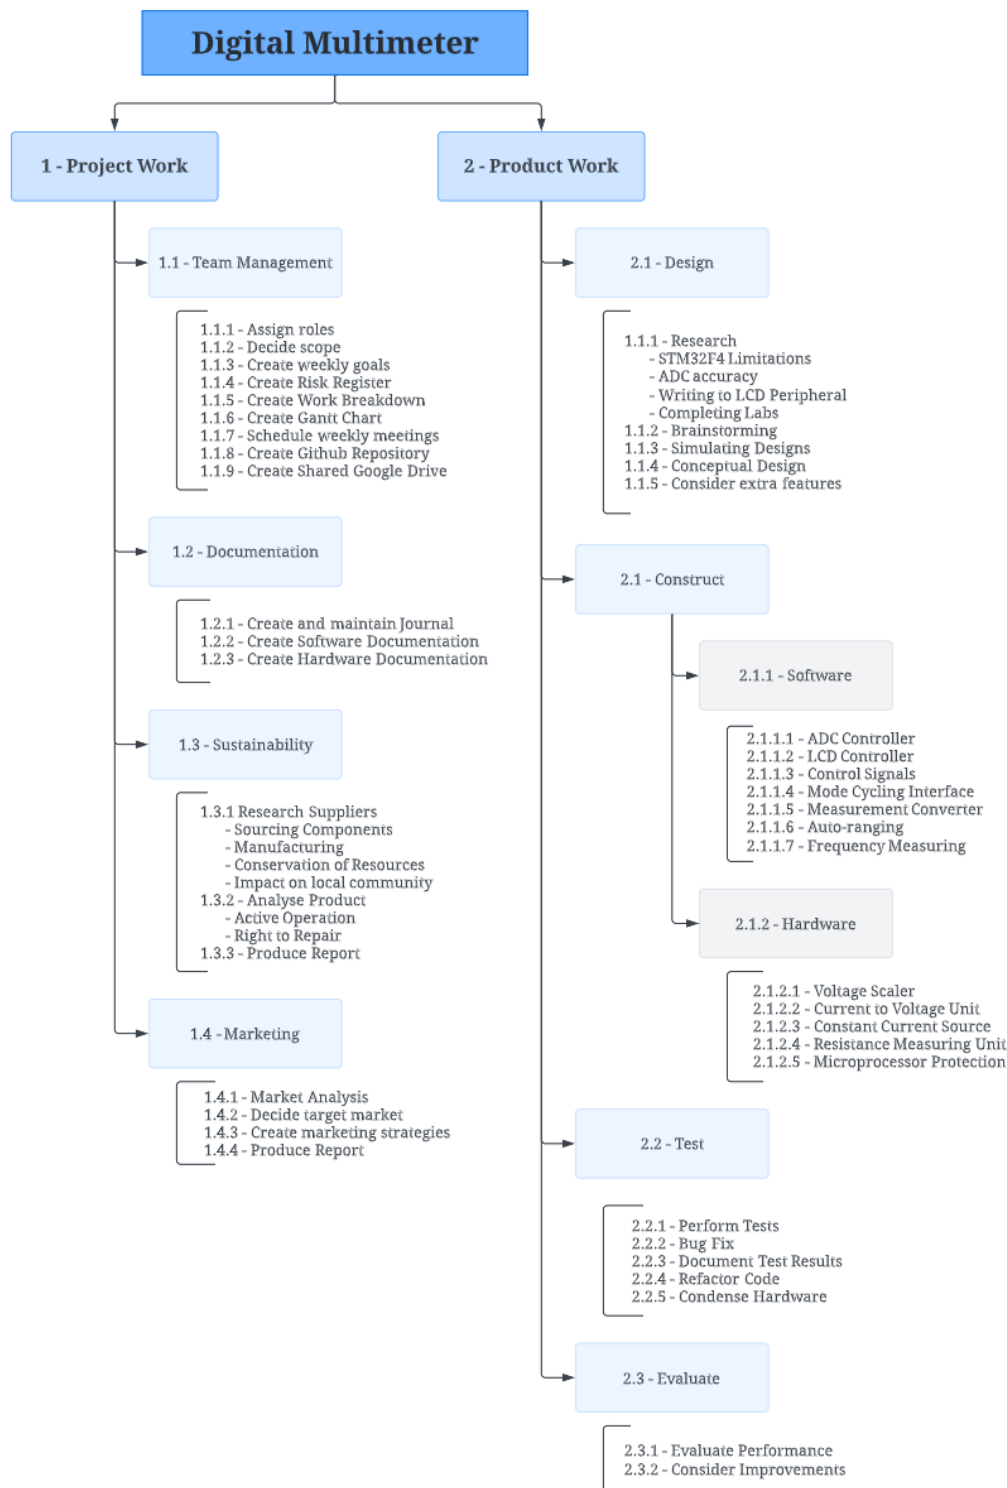 Digital Multimeter
1 - Project Work
1.1 - Team Management
1.1.1 - Assign roles
1.1.2 - Decide scope
1.1.3 - Create weekly goals
1.1.4 - Create Risk Register
1.1.5 - Create Work Breakdown
1.1.6 - Create Gantt Chart
1.1.7 - Schedule weekly meetings
1.1.8 - Create Github Repository
1.1.9 - Create Shared Google Drive
1.2 - Documentation
1.2.1 - Create and maintain Journal
1.2.2 - Create Software Documentation
1.2.3 - Create Hardware Documentation
1.3 - Sustainability
1.3.1 Research Suppliers
- Sourcing Components
- Manufacturing
- Conservation of Resources
- Impact on local community
1.3.2 - Analyse Product
- Active Operation
- Right to Repair
1.3.3 - Produce Report
1.4 - Marketing
1.4.1 - Market Analysis
1.4.2 - Decide target market
1.4.3 - Create marketing strategies
1.4.4 - Produce Report
2 - Product Work
2.1 - Design
1.1.1 - Research
- STM32F4 Limitations
- ADC accuracy
- Writing to LCD Peripheral
- Completing Labs
1.1.2 - Brainstorming
1.1.3 - Simulating Designs
1.1.4 - Conceptual Design
1.1.5 - Consider extra features
2.1 - Construct
2.1.1 - Software
2.1.1.1 - ADC Controller
2.1.1.2 - LCD Controller
2.1.1.3 - Control Signals
2.1.1.4 - Mode Cycling Interface
2.1.1.5 - Measurement Converter
2.1.1.6 - Auto-ranging
2.1.1.7 - Frequency Measuring
2.1.2 - Hardware
2.1.2.1 - Voltage Scaler
2.1.2.2 - Current to Voltage Unit
2.1.2.3 - Constant Current Source
2.1.2.4 - Resistance Measuring Unit
2.1.2.5 - Microprocessor Protection
2.2 - Test
2.2.1 - Perform Tests
2.2.2 - Bug Fix
2.2.3 - Document Test Results
2.2.4 - Refactor Code
2.2.5 - Condense Hardware
2.3 - Evaluate
2.3.1 - Evaluate Performance
2.3.2 - Consider Improvements